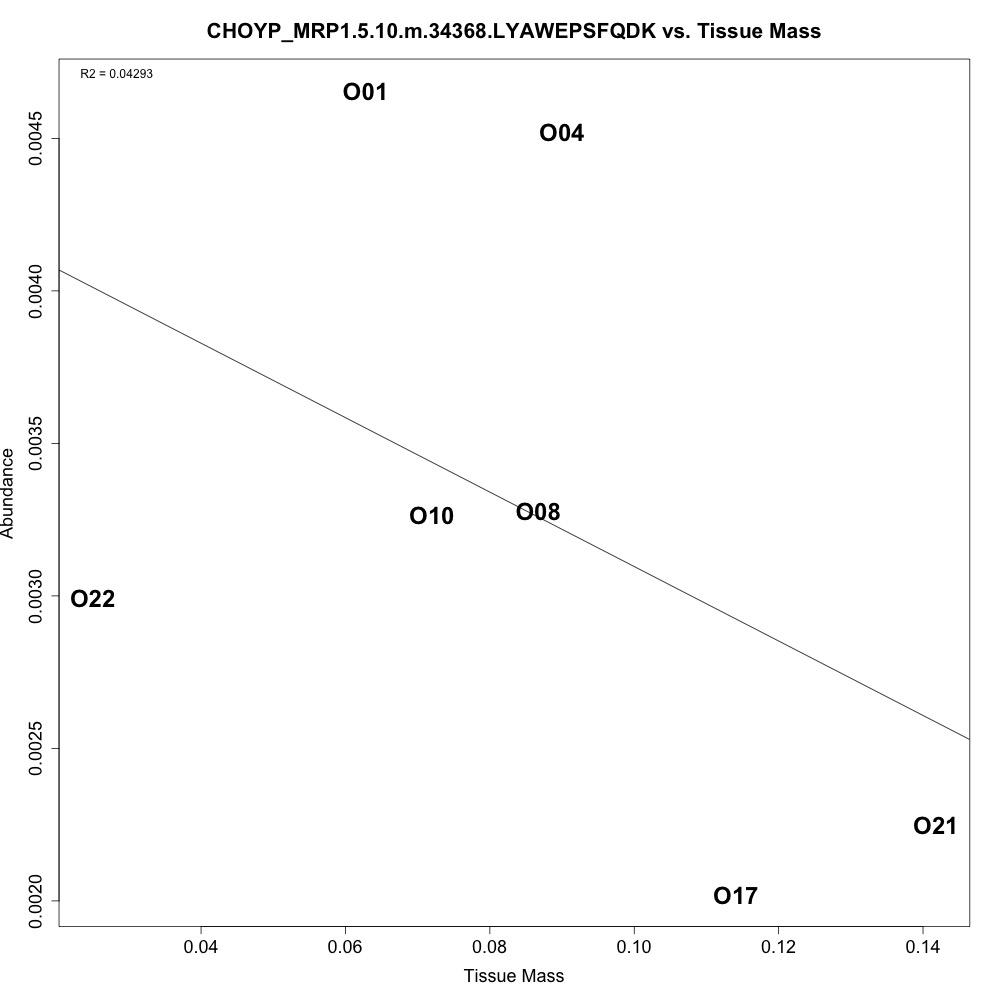 CHOYP_MRP1.5.10.m.34368.LYAWEPSFQDK vs. Tissue Mass
R2 = 0.04293
O01
O04
O10
O08
O22
O21
O17
Abundance
0.0045
0.0040
0.0035
0.0030
0.0025
0.0020
0.04 0.06 0.08 0.10 0.12 0.14
Tissue Mass